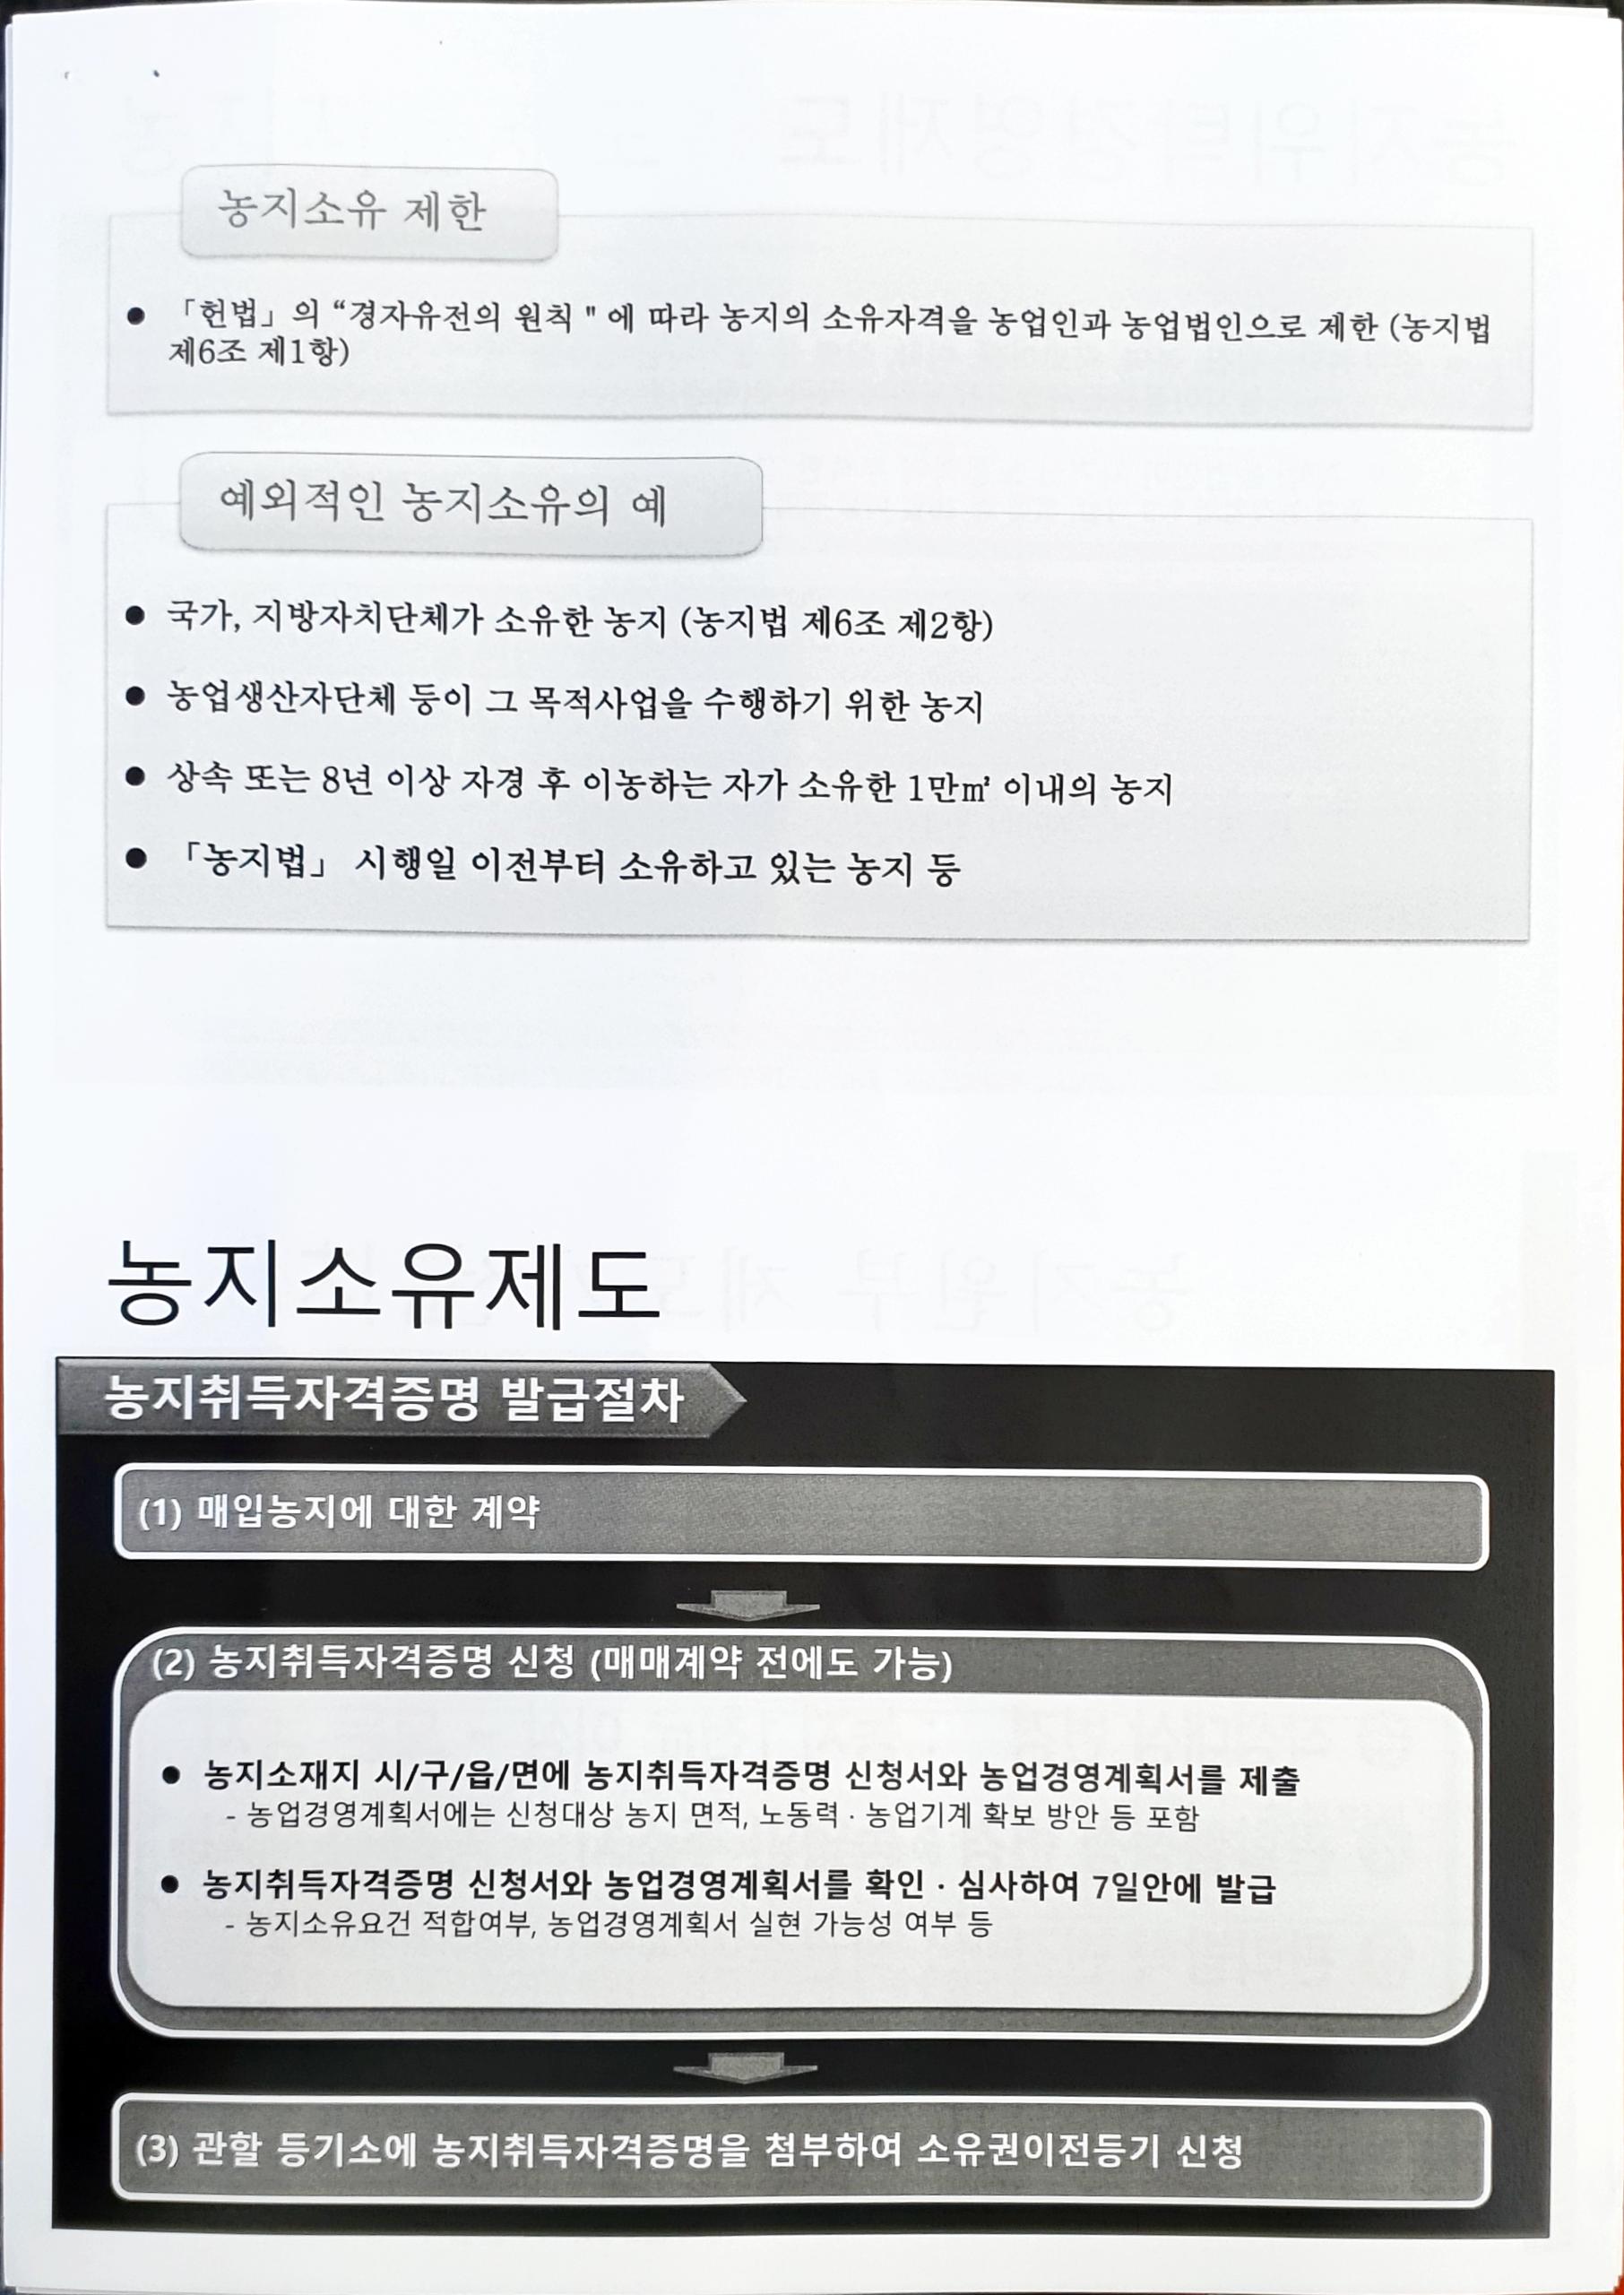 농지소유 제한
● 「헌법」의 “경자유전의 원칙 " 에 따라 농지의 소유자격을 농업인과 농업법인으로 제한 (농지법
제6조 제1항)
예외적인 농지소유의 예
● 국가, 지방자치단체가 소유한 농지 (농지법 제6조 제2항)
● 농업생산자단체 등이 그 목적사업을 수행하기 위한 농지
● 상속 또는 8년 이상 자경 후 이농하는 자가 소유한 1만㎡ 이내의 농지
● 「농지법」 시행일 이전부터 소유하고 있는 농지 등
농지소유제도
농지취득자격증명 발급절차
(1) 매입농지에 대한 계약
(2) 농지취득자격증명 신청 (매매계약 전에도 가능)
● 농지소재지 시/구/읍/면에 농지취득자격증명 신청서와 농업경영계획서를 제출
- 농업경영계획서에는 신청대상 농지 면적, 노동력 · 농업기계 확보 방안 등 포함
● 농지취득자격증명 신청서와 농업경영계획서를 확인 · 심사하여 7일안에 발급
- 농지소유요건 적합여부, 농업경영계획서 실현 가능성 여부 등
(3) 관할 등기소에 농지취득자격증명을 첨부하여 소유권이전등기 신청